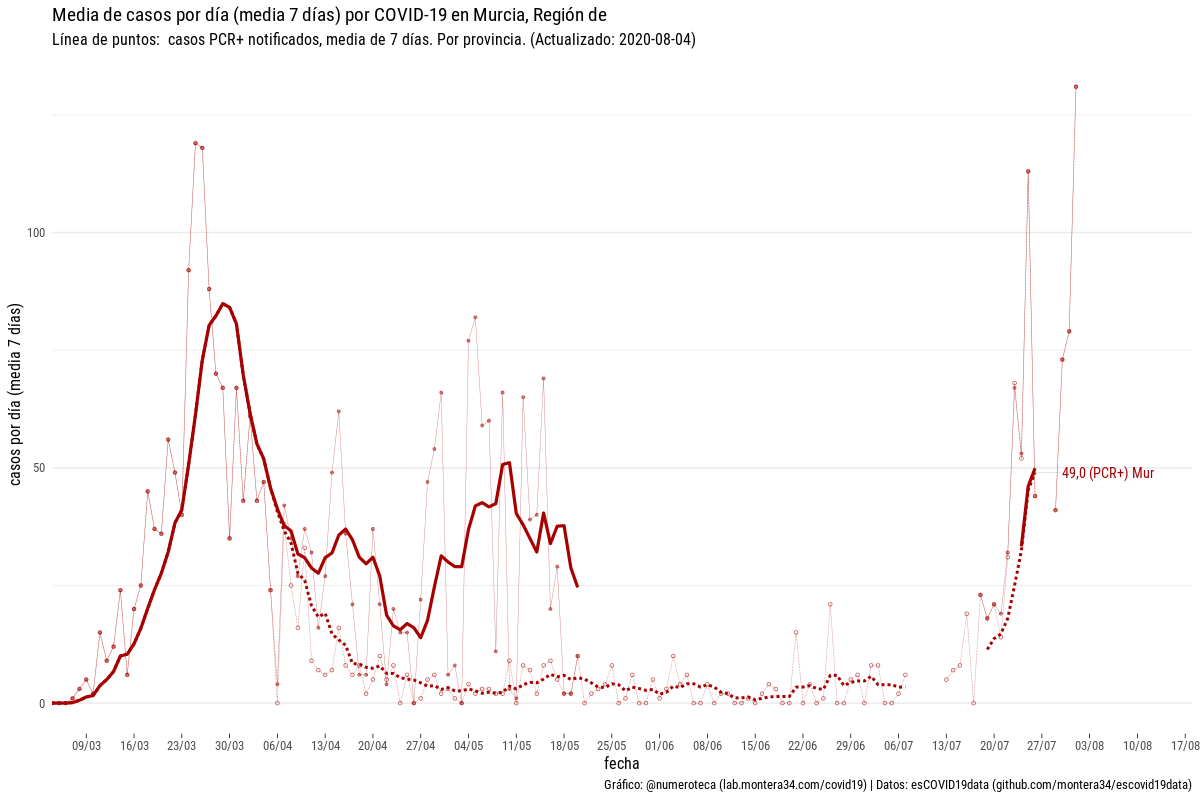 Media de casos por día (media 7 días) por COVID-19 en Murcia, Región de
Línea de puntos:  casos PCR+ notificados, media de 7 días. Por provincia. (Actualizado: 2020-08-04)
casos por día (media 7 días)
100
50
0
49,0 (PCR+) Mur
09/03 16/03 23/03 30/03 06/04 13/04 20/04 27/04 04/05 11/05 18/05 25/05 01/06 08/06 15/06 22/06 29/06 06/07 13/07 20/07 27/07 03/08 10/08 17/08
fecha
Gráfico: @numeroteca (lab.montera34.com/covid19) | Datos: esCOVID19data (github.com/montera34/escovid19data)